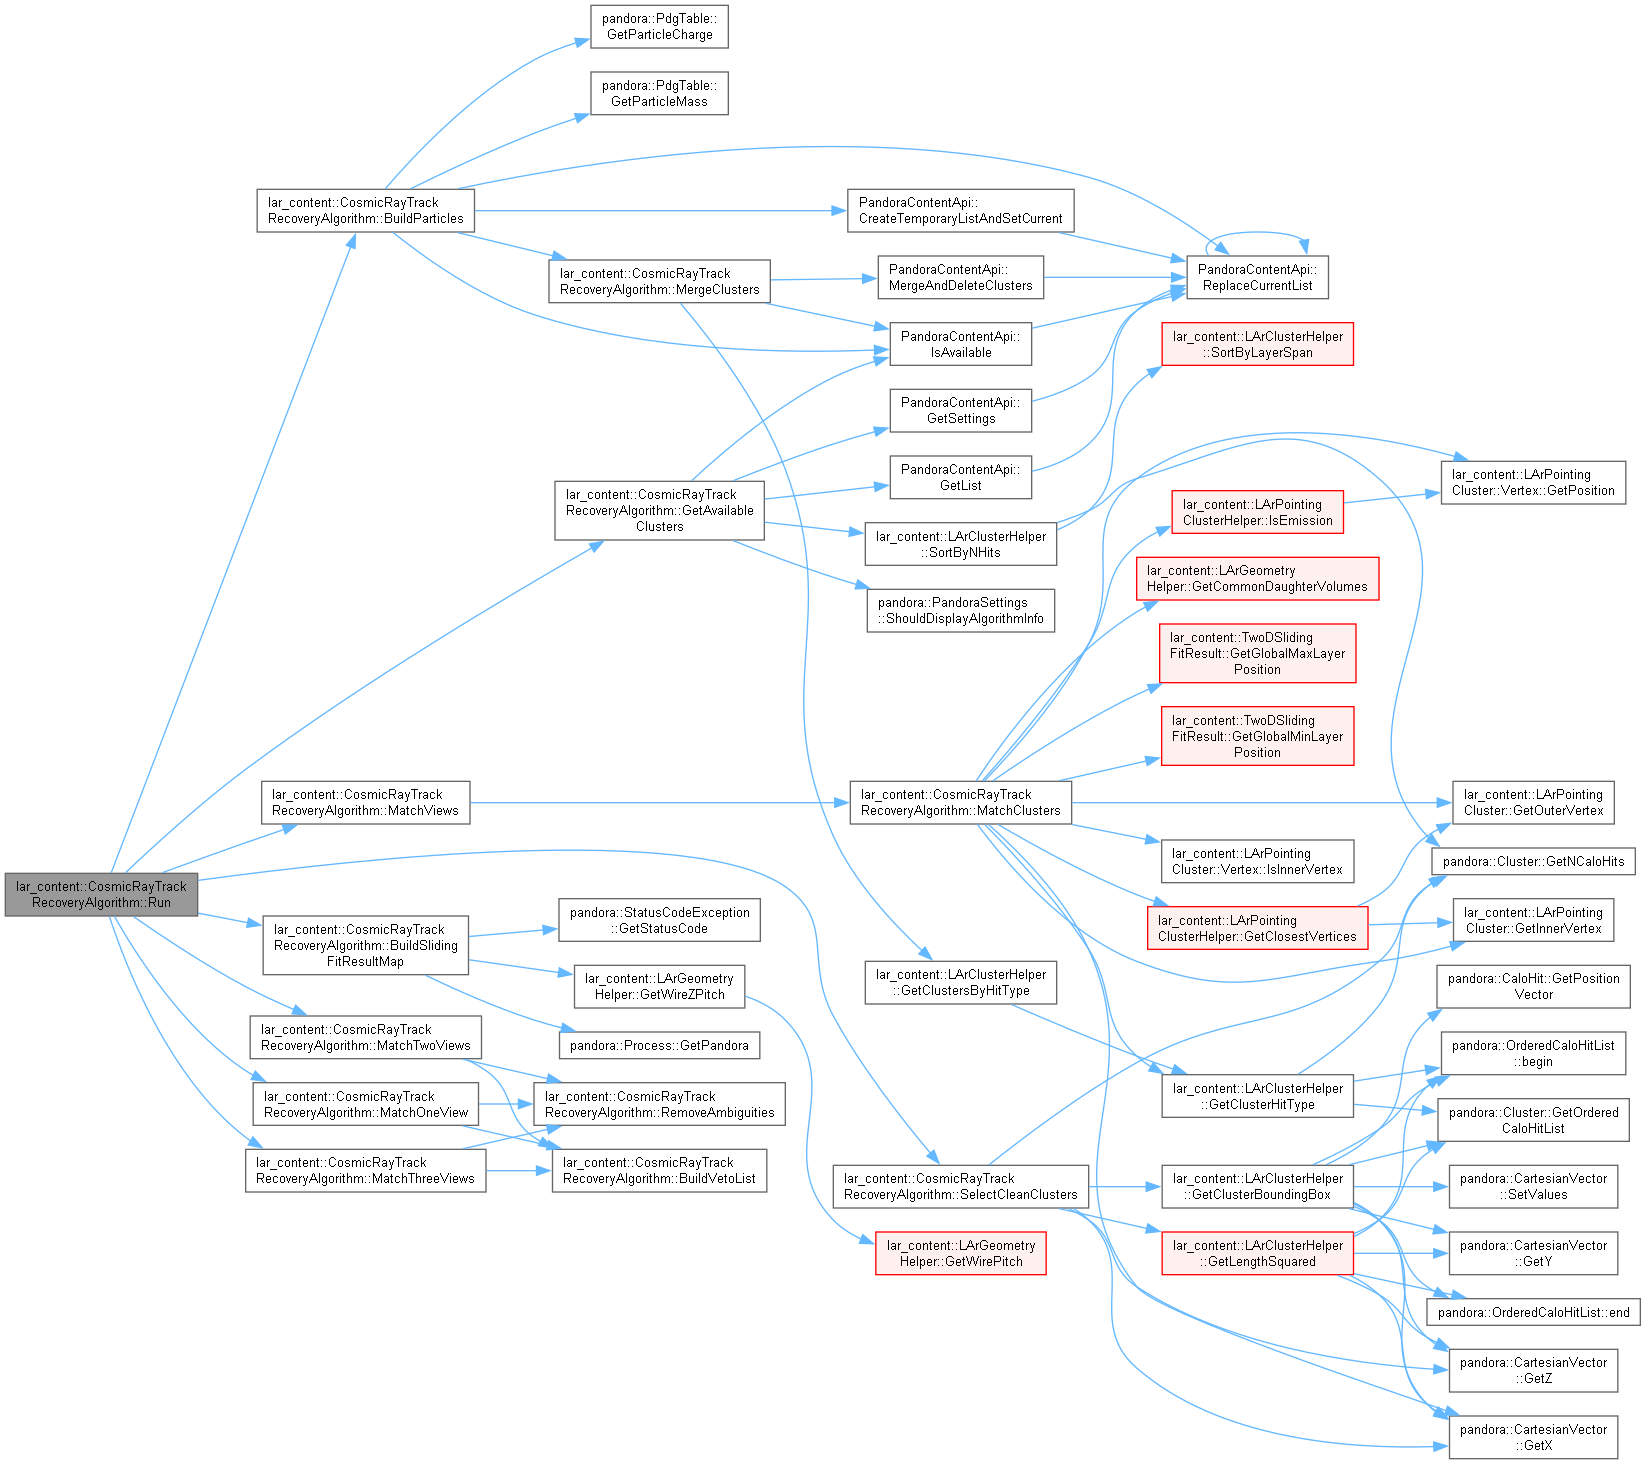 pandora::PdgTable::
GetParticleCharge
pandora::PdgTable::
GetParticleMass
lar_content::CosmicRayTrack
RecoveryAlgorithm::BuildParticles
PandoraContentApi::
CreateTemporaryListAndSetCurrent
lar_content::CosmicRayTrack
RecoveryAlgorithm::MergeClusters
PandoraContentApi::
MergeAndDeleteClusters
PandoraContentApi::
ReplaceCurrentList
PandoraContentApi::
IsAvailable
lar_content::LArClusterHelper
::SortByLayerSpan
PandoraContentApi::
GetSettings
PandoraContentApi::
GetList
lar_content::LArPointing
Cluster::Vertex::GetPosition
lar_content::CosmicRayTrack
RecoveryAlgorithm::GetAvailable
Clusters
lar_content::LArPointing
ClusterHelper::IsEmission
lar_content::LArClusterHelper
::SortByNHits
lar_content::LArGeometry
Helper::GetCommonDaughterVolumes
pandora::PandoraSettings
::ShouldDisplayAlgorithmInfo
lar_content::TwoDSliding
FitResult::GetGlobalMaxLayer
Position
lar_content::TwoDSliding
FitResult::GetGlobalMinLayer
Position
lar_content::CosmicRayTrack
RecoveryAlgorithm::MatchViews
lar_content::CosmicRayTrack
RecoveryAlgorithm::MatchClusters
lar_content::LArPointing
Cluster::GetOuterVertex
lar_content::LArPointing
Cluster::Vertex::IsInnerVertex
pandora::Cluster::GetNCaloHits
lar_content::CosmicRayTrack
RecoveryAlgorithm::Run
lar_content::CosmicRayTrack
RecoveryAlgorithm::BuildSliding
FitResultMap
pandora::StatusCodeException
::GetStatusCode
lar_content::LArPointing
ClusterHelper::GetClosestVertices
lar_content::LArPointing
Cluster::GetInnerVertex
lar_content::LArGeometry
Helper::GetWireZPitch
lar_content::LArClusterHelper
::GetClustersByHitType
pandora::CaloHit::GetPosition
Vector
lar_content::CosmicRayTrack
RecoveryAlgorithm::MatchTwoViews
pandora::Process::GetPandora
pandora::OrderedCaloHitList
::begin
lar_content::CosmicRayTrack
RecoveryAlgorithm::MatchOneView
lar_content::CosmicRayTrack
RecoveryAlgorithm::RemoveAmbiguities
lar_content::LArClusterHelper
::GetClusterHitType
pandora::Cluster::GetOrdered
CaloHitList
lar_content::CosmicRayTrack
RecoveryAlgorithm::MatchThreeViews
lar_content::CosmicRayTrack
RecoveryAlgorithm::BuildVetoList
lar_content::CosmicRayTrack
RecoveryAlgorithm::SelectCleanClusters
lar_content::LArClusterHelper
::GetClusterBoundingBox
pandora::CartesianVector
::SetValues
lar_content::LArGeometry
Helper::GetWirePitch
lar_content::LArClusterHelper
::GetLengthSquared
pandora::CartesianVector
::GetY
pandora::OrderedCaloHitList::end
pandora::CartesianVector
::GetZ
pandora::CartesianVector
::GetX